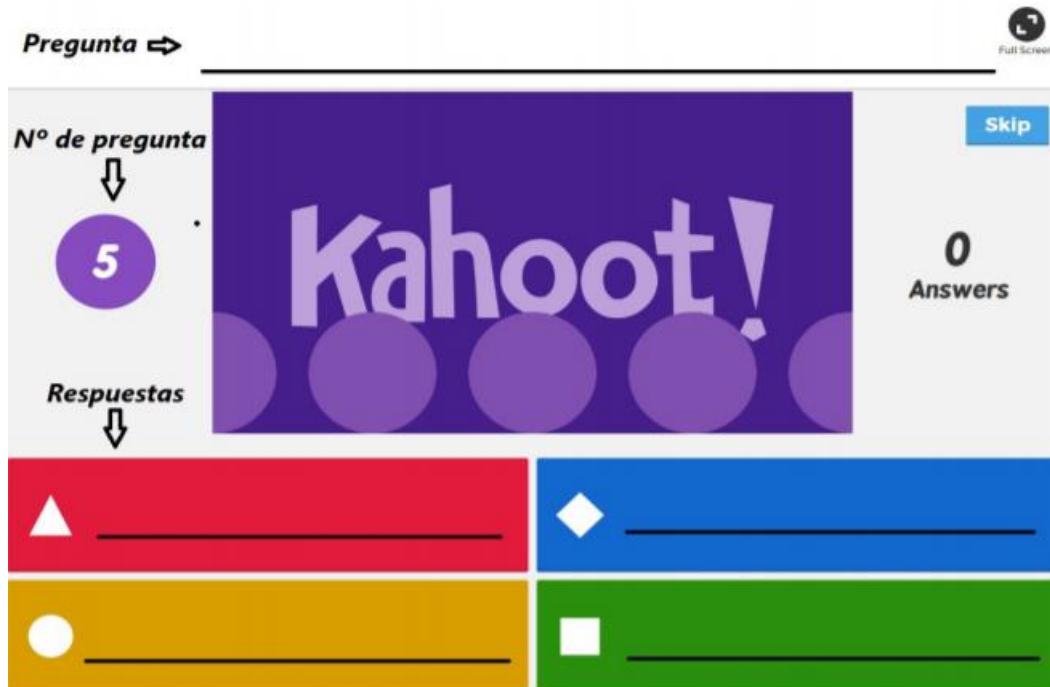 Pregunta
Full Screen
Skip
Nº de pregunta
5
Kahoot!
0
Answers
Respuestas